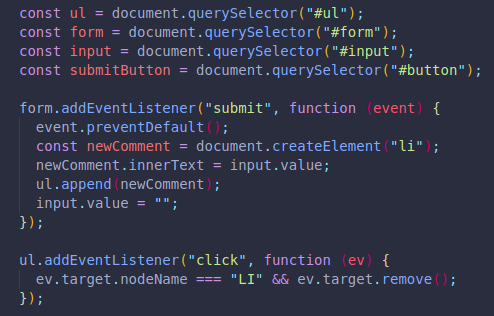 const ul = document.querySelector("#ul");
const form = document.querySelector("#form");
const input = document.querySelector("#input");
const submitButton = document.querySelector("#button");

form.addEventListener("submit", function (event) {
  event.preventDefault();
  const newComment = document.createElement("li");
  newComment.innerText = input.value;
  ul.append(newComment);
  input.value = "";
});

ul.addEventListener("click", function (ev) {
  ev.target.nodeName === "LI" && ev.target.remove();
});